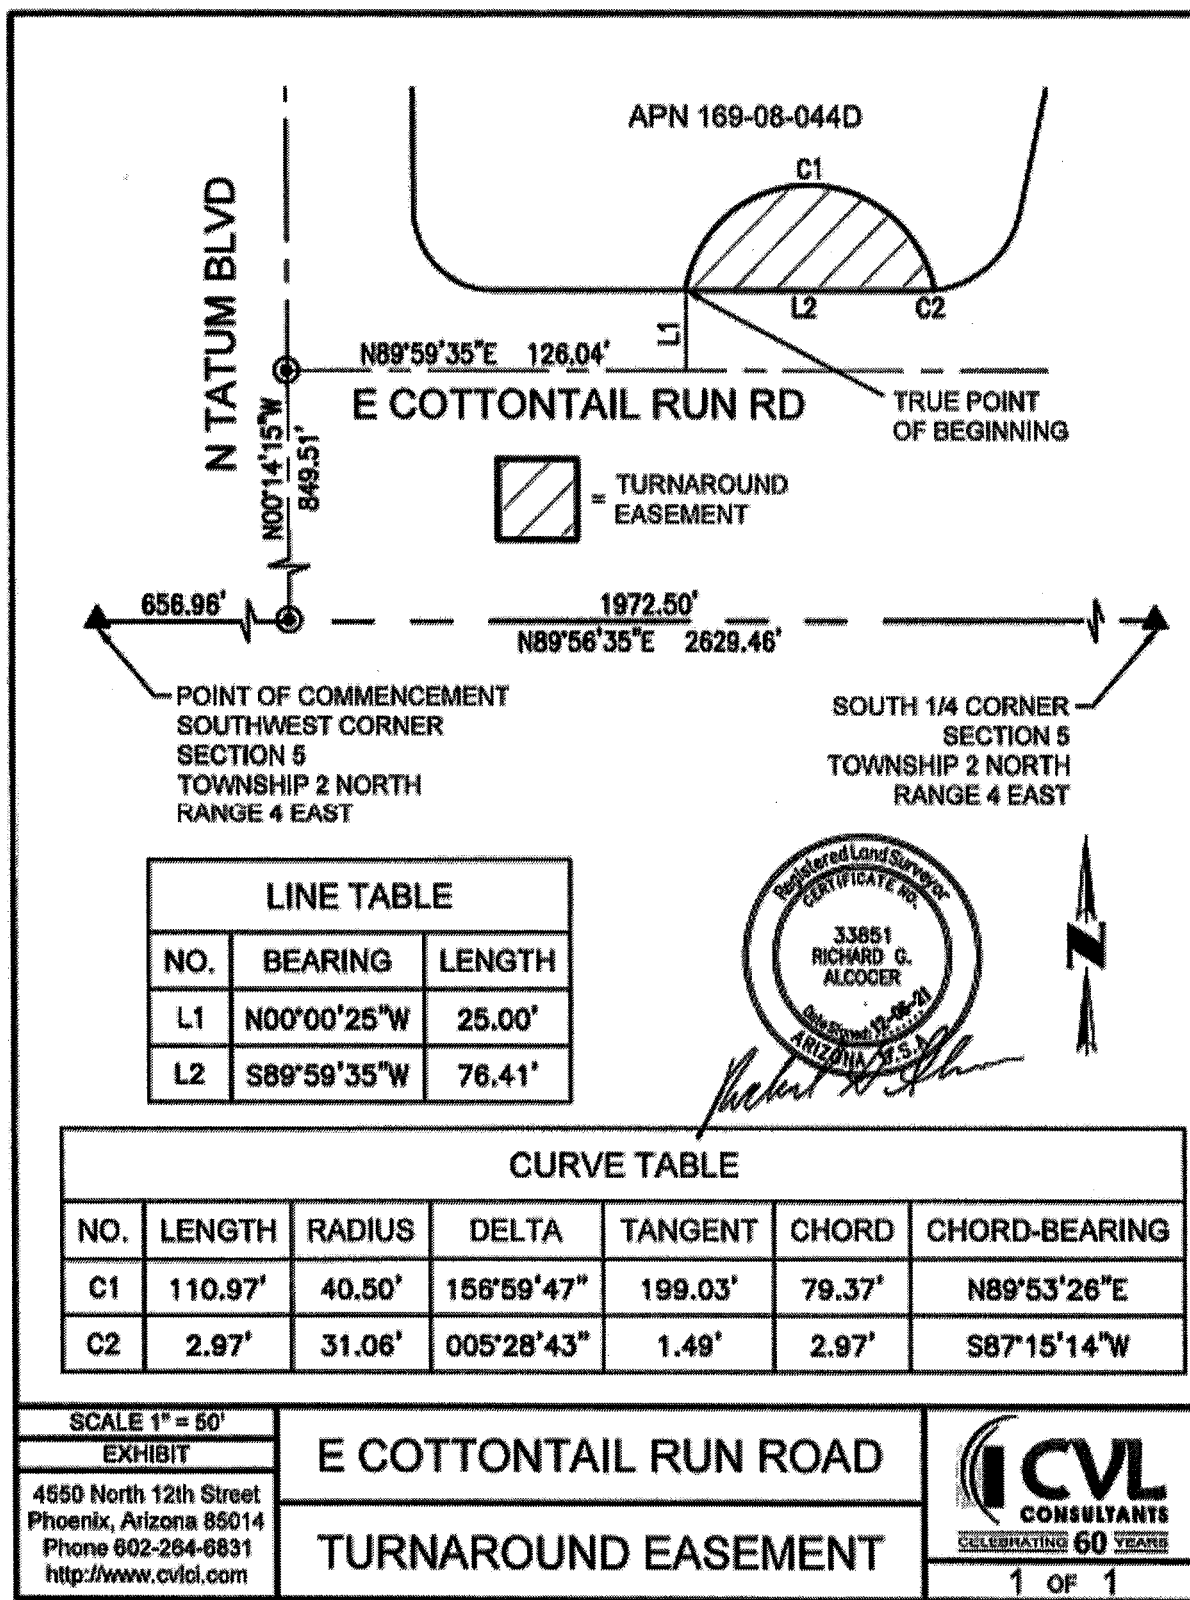 APN 169-08-044D
C1
N TATUM BLVD
L1
L2
C2
N89°59'35"E 126.04'
E COTTONTAIL RUN RD
TRUE POINT
OF BEGINNING
N00°14'15"W
849.51'
= TURNAROUND
EASEMENT
656.96'
1972.50'
N89°56'35"E 2629.46'
POINT OF COMMENCEMENT
SOUTHWEST CORNER
SECTION 5
TOWNSHIP 2 NORTH
RANGE 4 EAST
SOUTH 1/4 CORNER
SECTION 5
TOWNSHIP 2 NORTH
RANGE 4 EAST
LINE TABLE
NO. BEARING LENGTH
L1 N00°00'25"W 25.00'
L2 S89°59'35"W 76.41'
Registered Land Surveyor
CERTIFICATE NO.
33851
RICHARD G.
ALCOCER
Date Signed: 12-06-21
ARIZONA, U.S.A.
N
CURVE TABLE
NO. LENGTH RADIUS DELTA TANGENT CHORD CHORD-BEARING
C1 110.97' 40.50' 156°59'47" 199.03' 79.37' N89°53'26"E
C2 2.97' 31.06' 005°28'43" 1.49' 2.97' S87°15'14"W
SCALE 1" = 50'
EXHIBIT
4550 North 12th Street
Phoenix, Arizona 85014
Phone 602-264-6831
http://www.cvlci.com
E COTTONTAIL RUN ROAD
TURNAROUND EASEMENT
CVL
CONSULTANTS
CELEBRATING 60 YEARS
1 OF 1